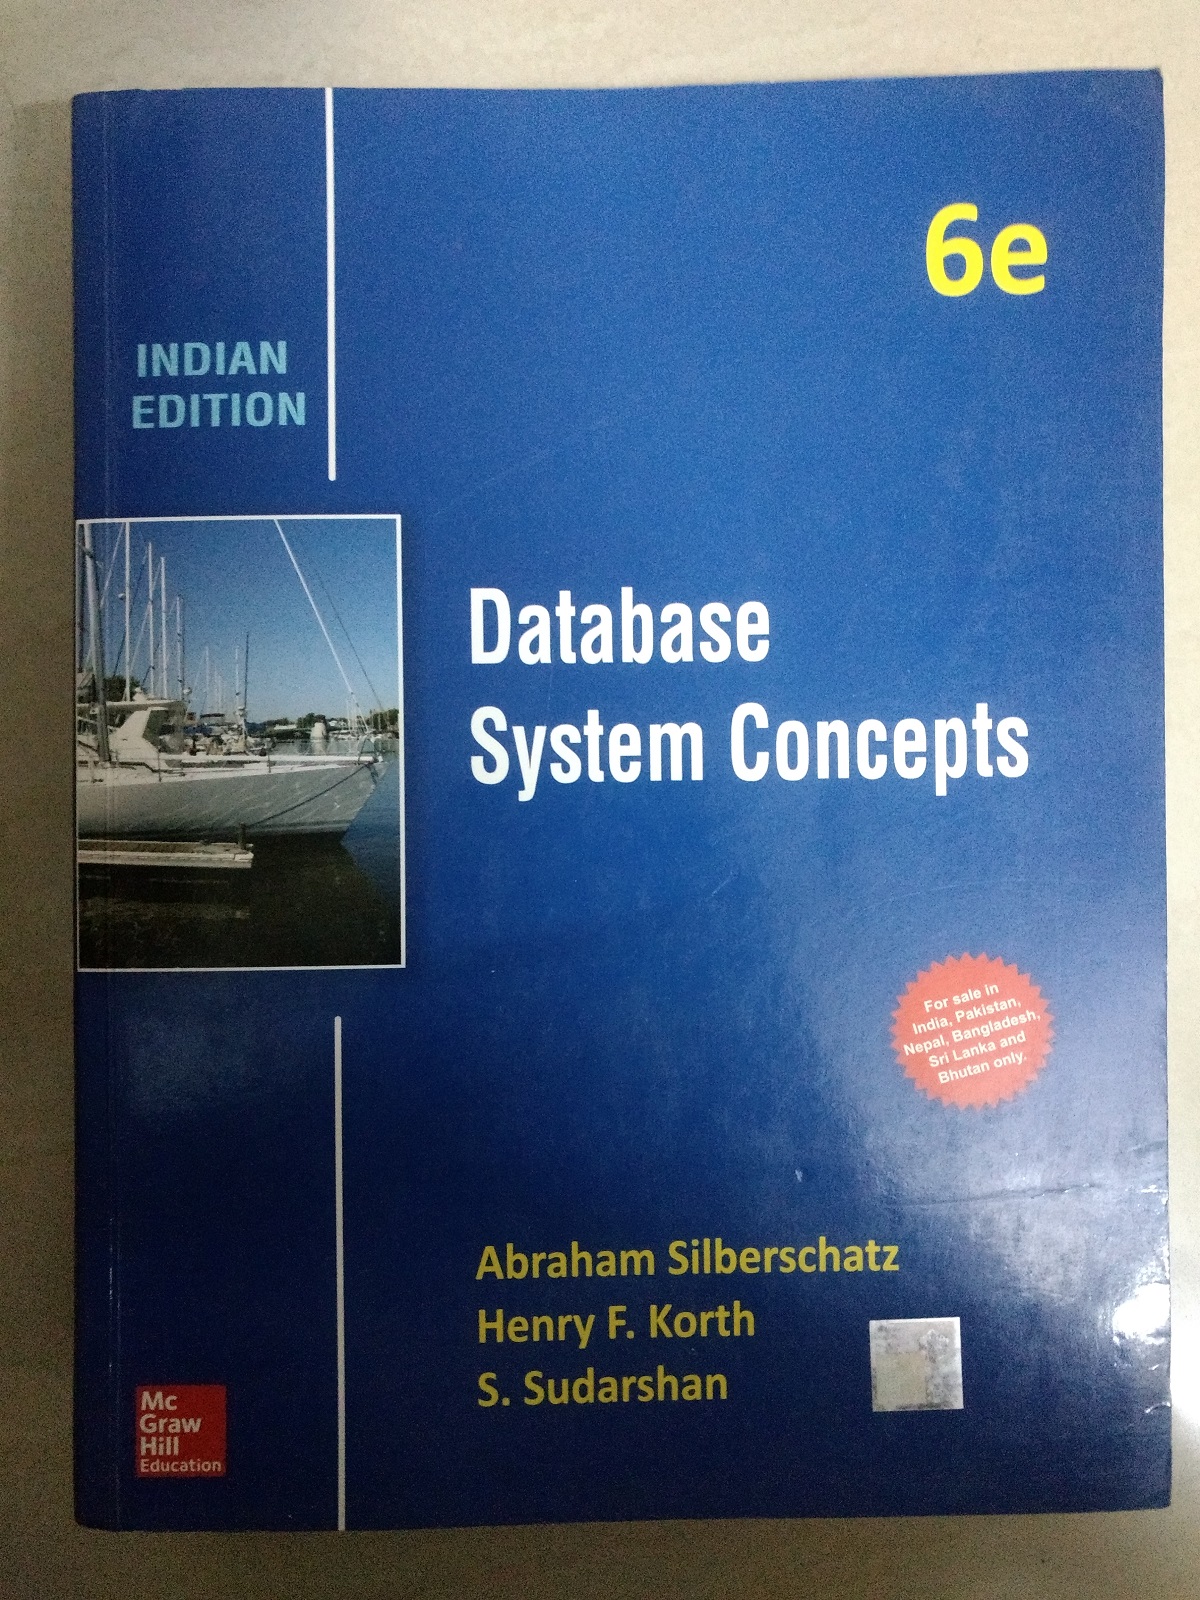 6e
INDIAN
EDITION
Database
System Concepts
For sale in
India, Pakistan,
Nepal, Bangladesh,
Sri Lanka and
Bhutan only.
Abraham Silberschatz
Henry F. Korth
S. Sudarshan
Mc
Graw
Hill
Education